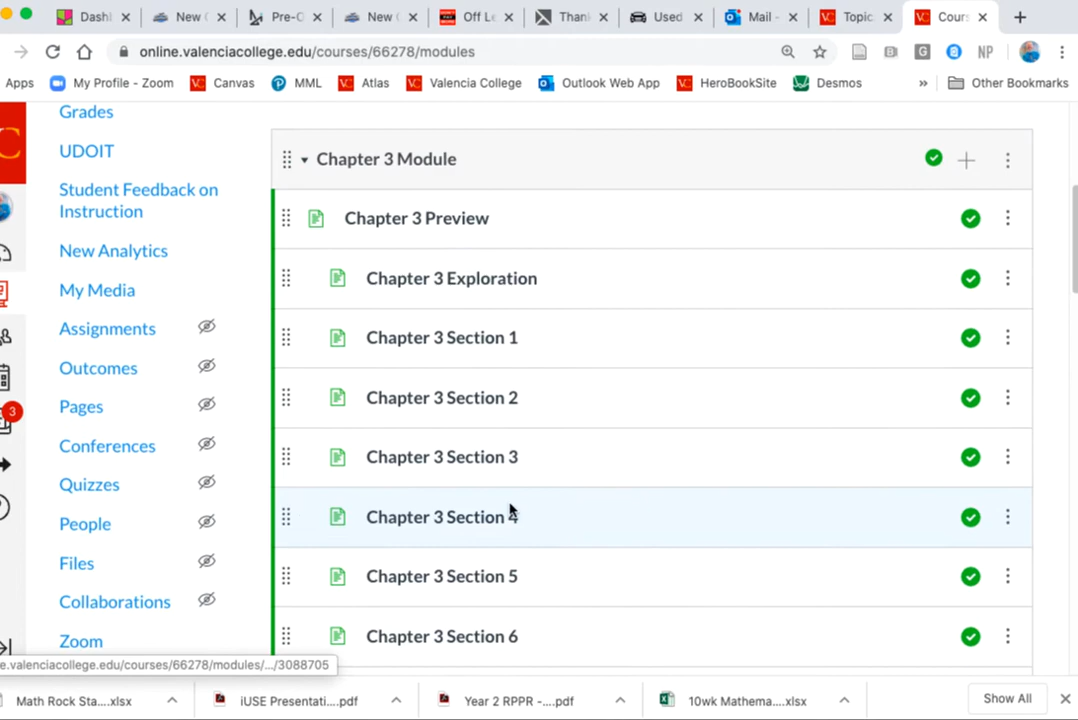 Dashl
New (
Pre-C
New (
Off Le
Thanl
Used
Mail -
Topic
Cours
online.valenciacollege.edu/courses/66278/modules
NP
Apps
My Profile - Zoom
Canvas
MML
Atlas
Valencia College
Outlook Web App
HeroBookSite
Desmos
»
Other Bookmarks
Grades
UDOIT
Student Feedback on
Instruction
New Analytics
My Media
Assignments
Outcomes
Pages
Conferences
Quizzes
People
Files
Collaborations
Zoom
3
Chapter 3 Module
Chapter 3 Preview
Chapter 3 Exploration
Chapter 3 Section 1
Chapter 3 Section 2
Chapter 3 Section 3
Chapter 3 Section 4
Chapter 3 Section 5
Chapter 3 Section 6
e.valenciacollege.edu/courses/66278/modules/.../3088705
Math Rock Sta....xlsx
iUSE Presentati....pdf
Year 2 RPPR -....pdf
10wk Mathema....xlsx
Show All